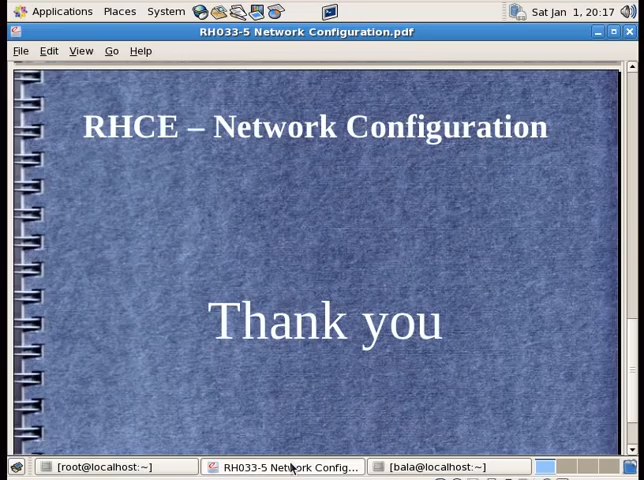 Applications Places System Sat Jan 1, 20:17
RH033-5 Network Configuration.pdf
File Edit View Go Help
RHCE – Network Configuration
Thank you
[root@localhost:~] RH033-5 Network Config... [bala@localhost:~]